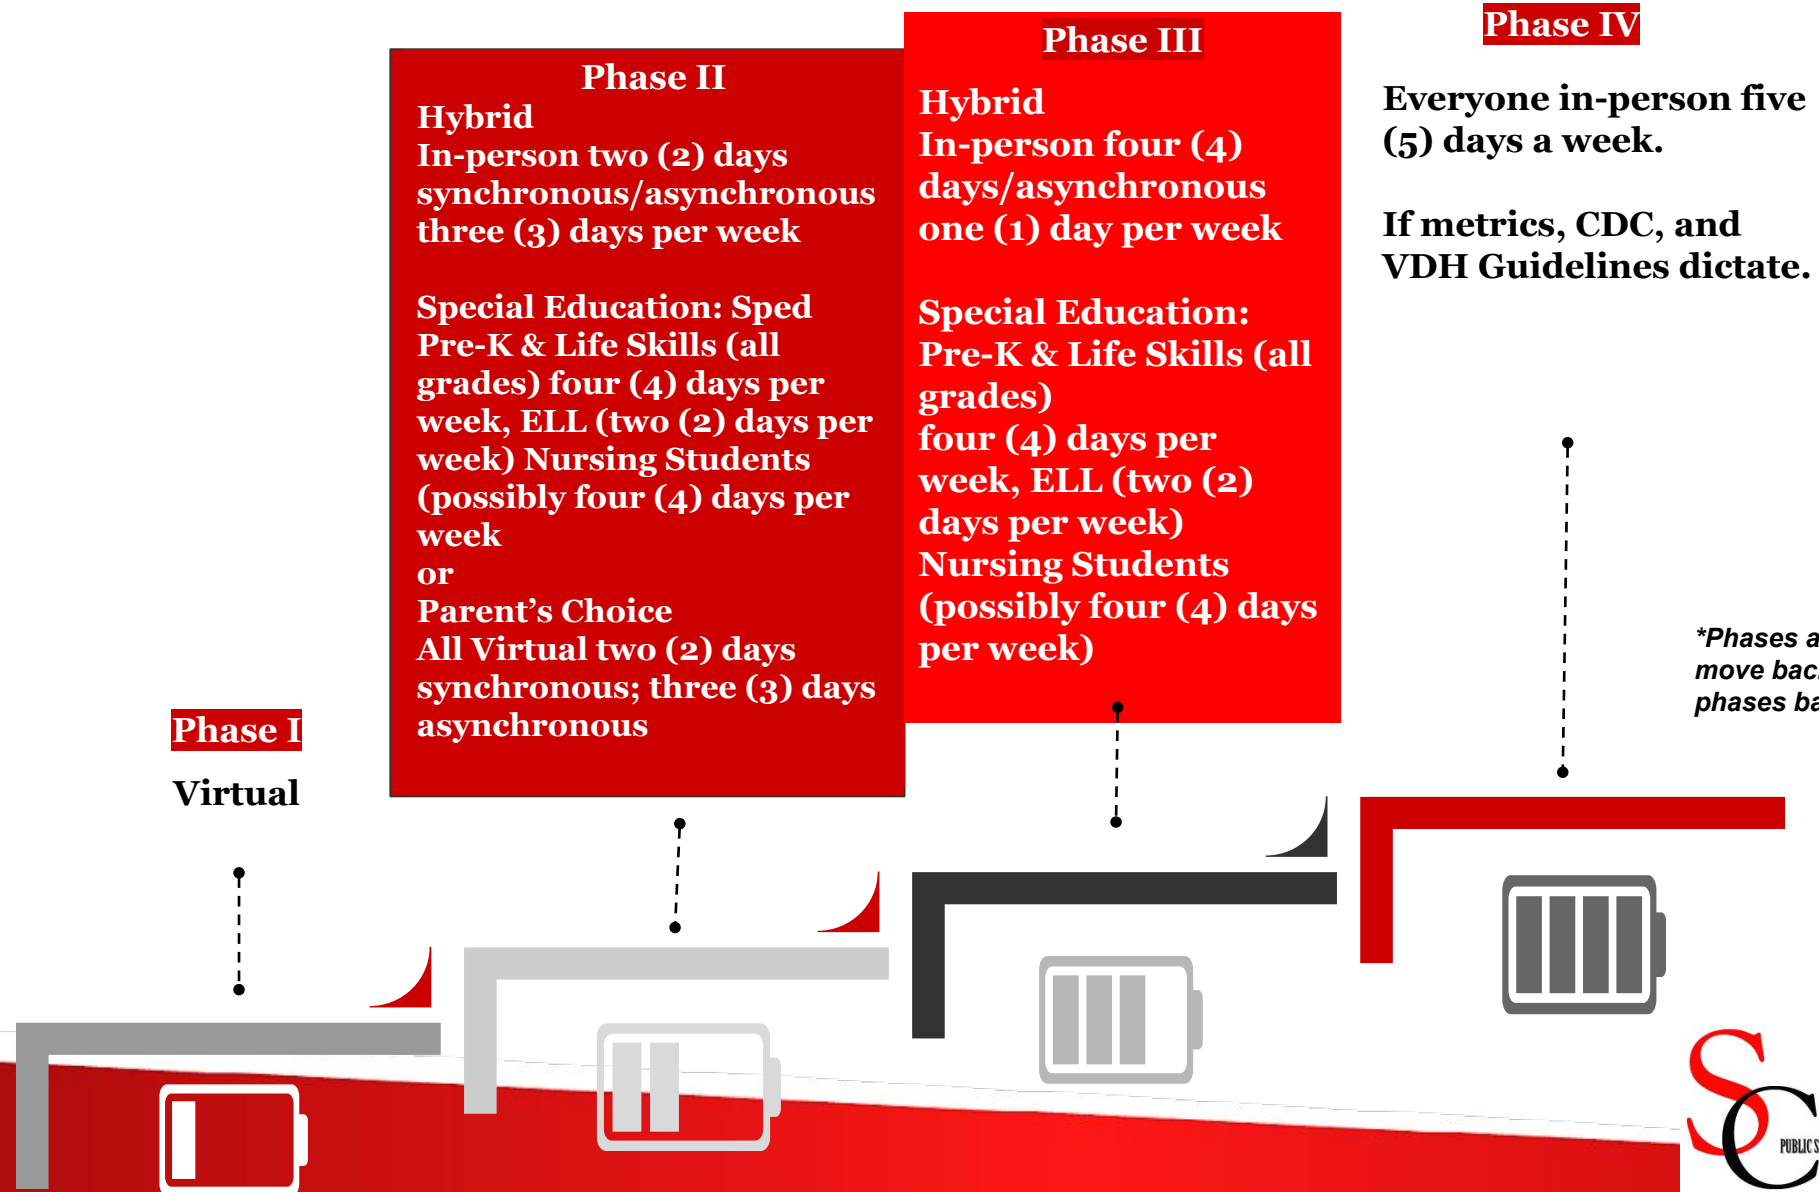 Phase I
Virtual
Phase II
Hybrid
In-person two (2) days
synchronous/asynchronous
three (3) days per week
Special Education: Sped
Pre-K & Life Skills (all
grades) four (4) days per
week, ELL (two (2) days per
week) Nursing Students
(possibly four (4) days per
week
or
Parent’s Choice
All Virtual two (2) days
synchronous; three (3) days
asynchronous
Phase III
Hybrid
In-person four (4)
days/asynchronous
one (1) day per week
Special Education:
Pre-K & Life Skills (all
grades)
four (4) days per
week, ELL (two (2)
days per week)
Nursing Students
(possibly four (4) days
per week)
Phase IV
Everyone in-person five
(5) days a week.
If metrics, CDC, and
VDH Guidelines dictate.
*Phases
move
phases
SC
PUBLIC